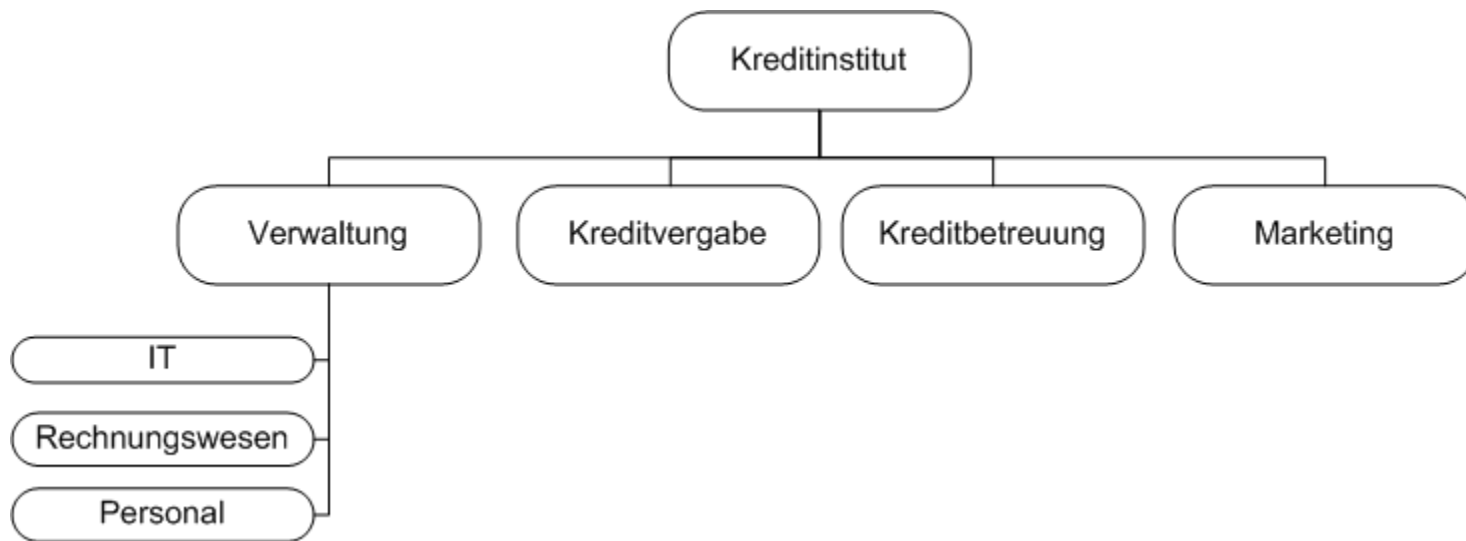 Kreditinstitut
Verwaltung
Kreditvergabe
Kreditbetreuung
Marketing
IT
Rechnungswesen
Personal